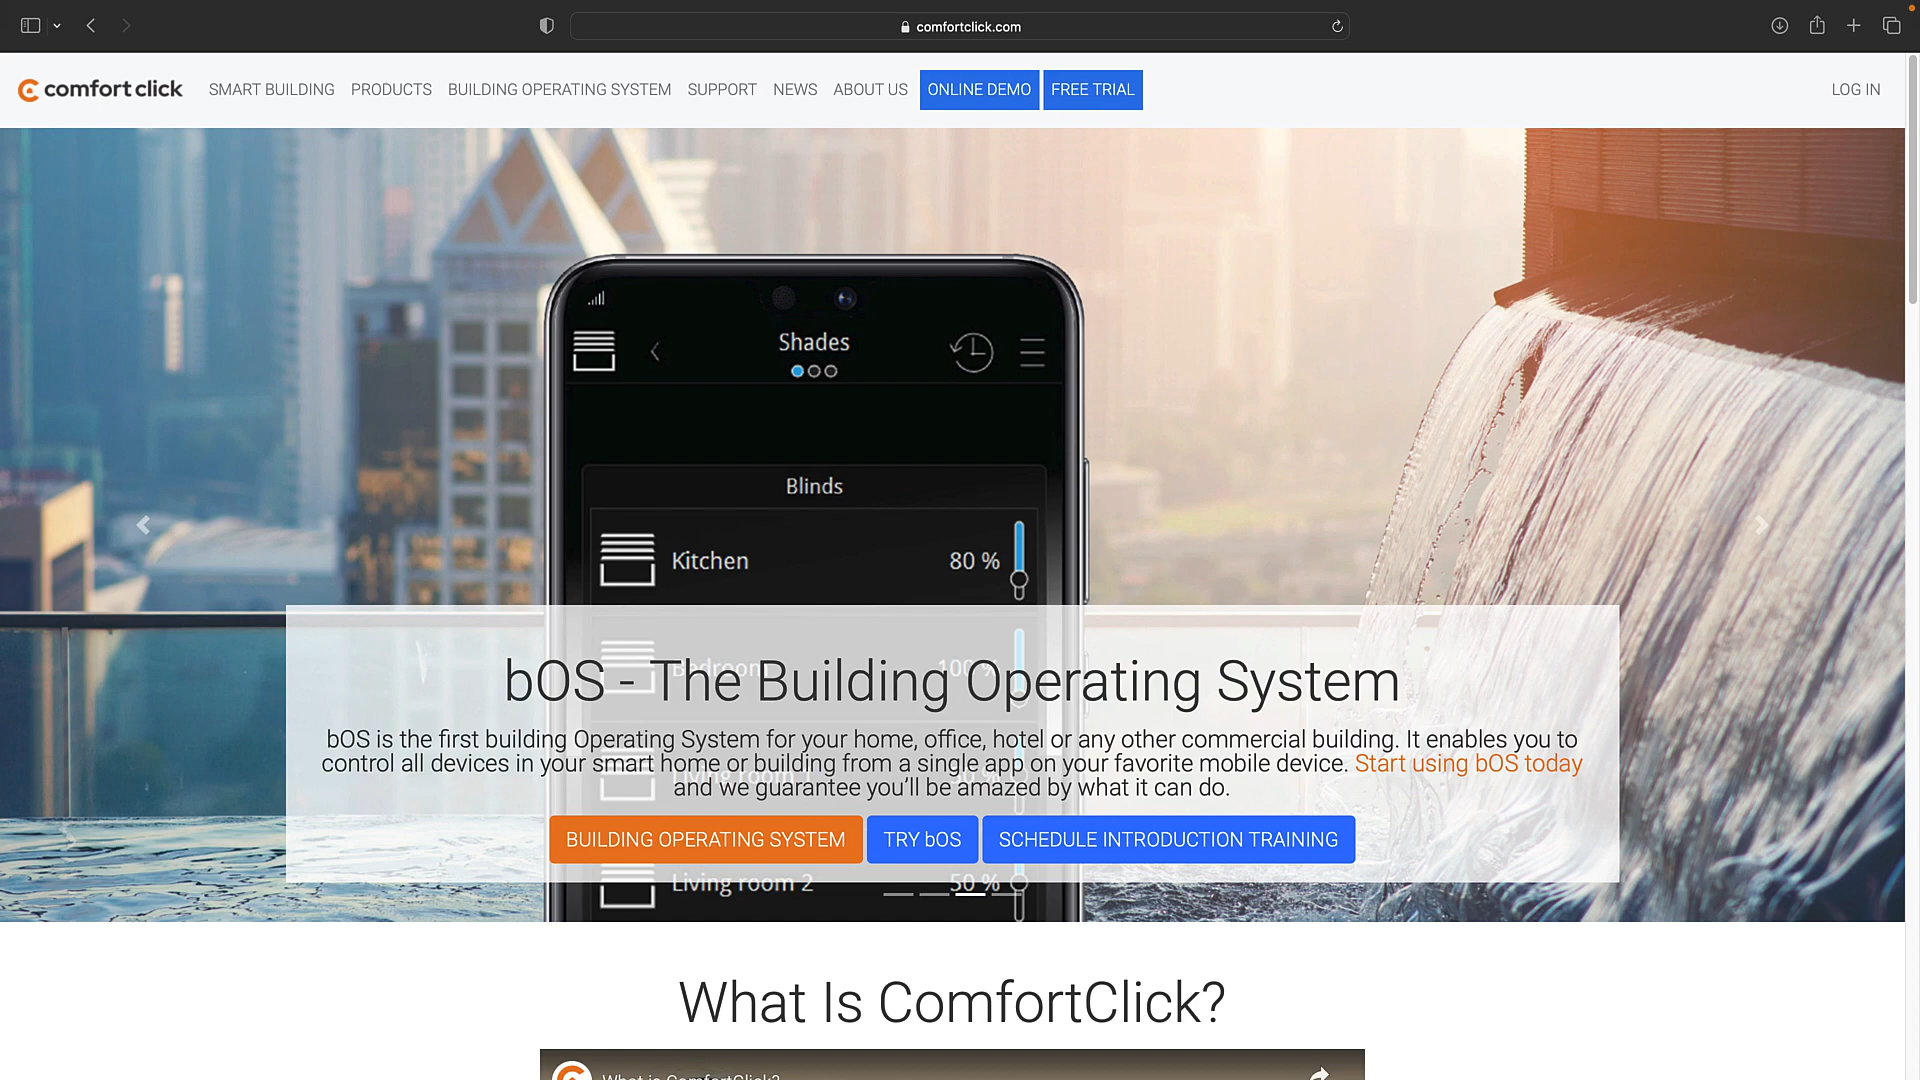 comfortclick.com
comfort click
SMART BUILDING PRODUCTS BUILDING OPERATING SYSTEM SUPPORT NEWS ABOUT US ONLINE DEMO FREE TRIAL LOG IN
Shades
Blinds
Kitchen 80 %
Bedroom 100 %
bOS - The Building Operating System
bOS is the first building Operating System for your home, office, hotel or any other commercial building. It enables you to
control all devices in your smart home or building from a single app on your favorite mobile device. Start using bOS today
and we guarantee you'll be amazed by what it can do.
BUILDING OPERATING SYSTEM TRY bOS SCHEDULE INTRODUCTION TRAINING
Living room 2 50 %
What Is ComfortClick?
What is ComfortClick?